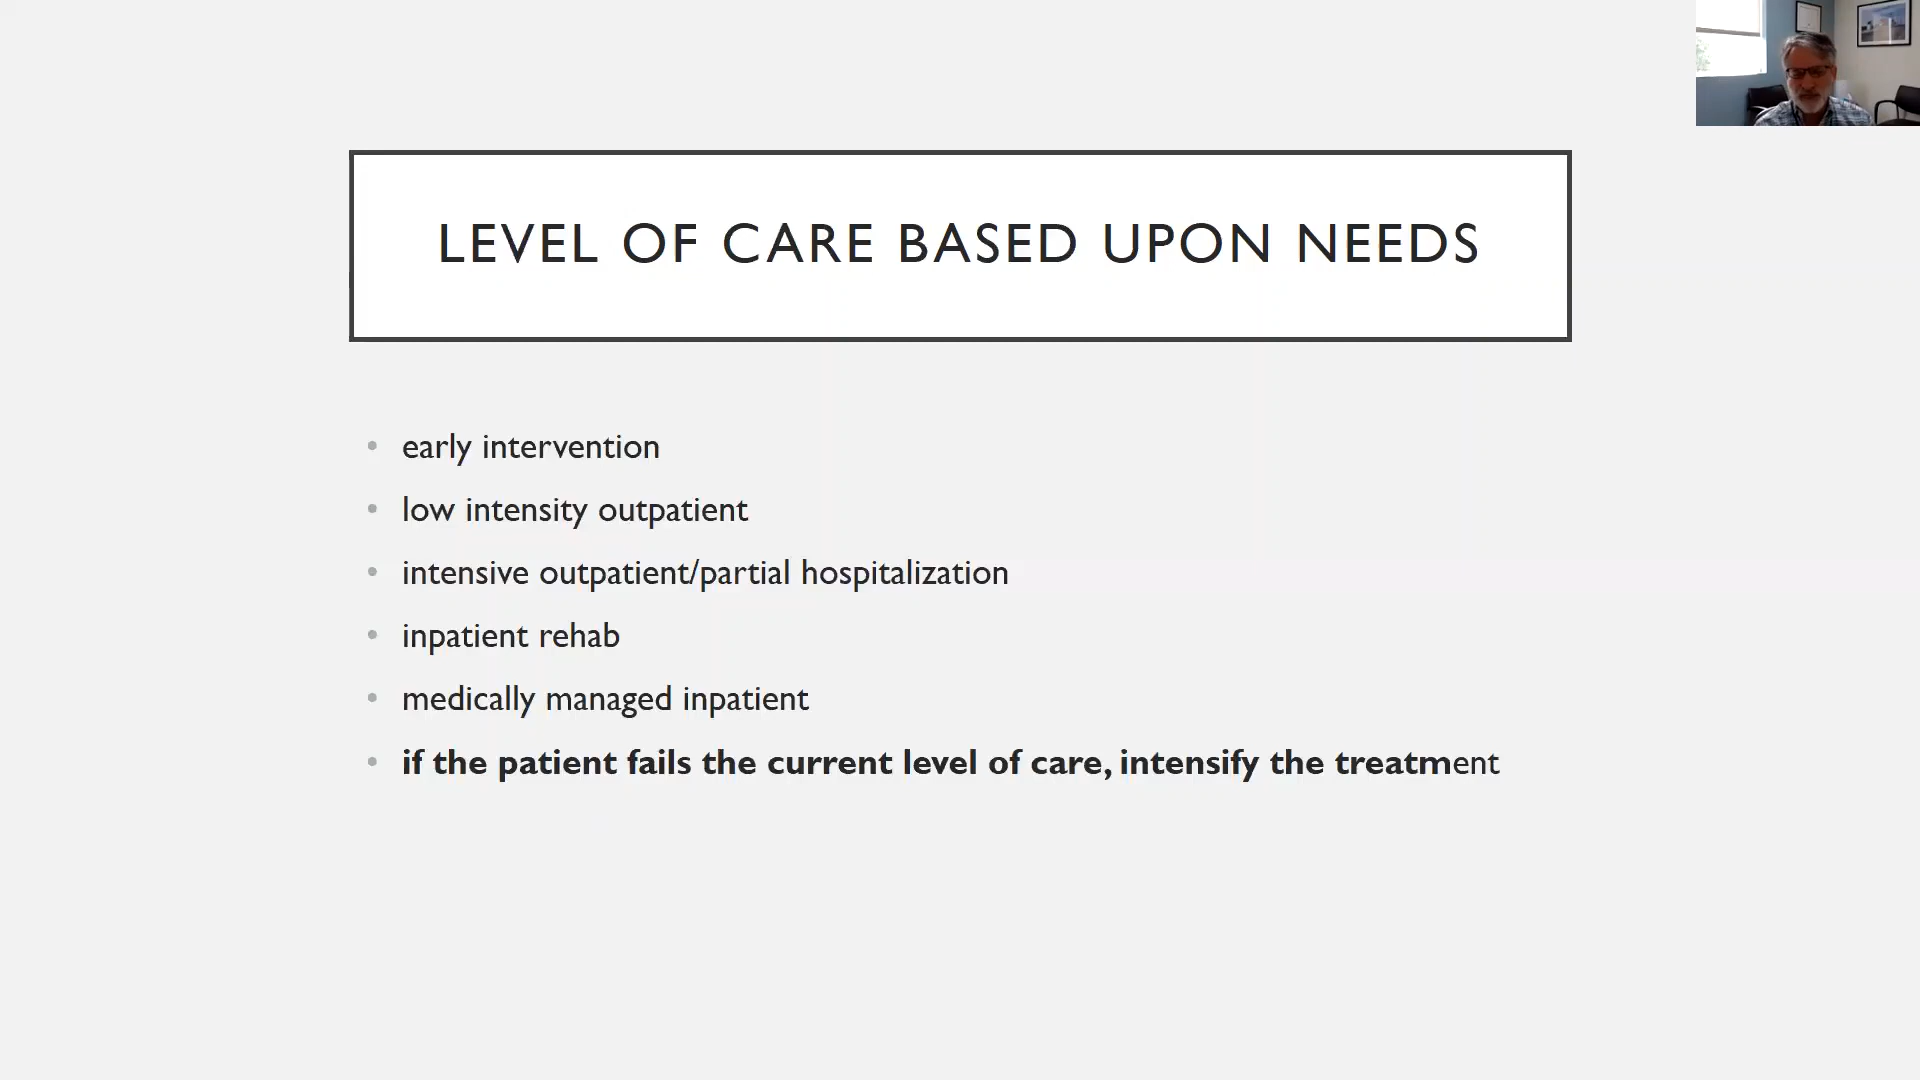 LEVEL OF CARE BASED UPON NEEDS
• early intervention
• low intensity outpatient
• intensive outpatient/partial hospitalization
• inpatient rehab
• medically managed inpatient
• if the patient fails the current level of care, intensify the treatment